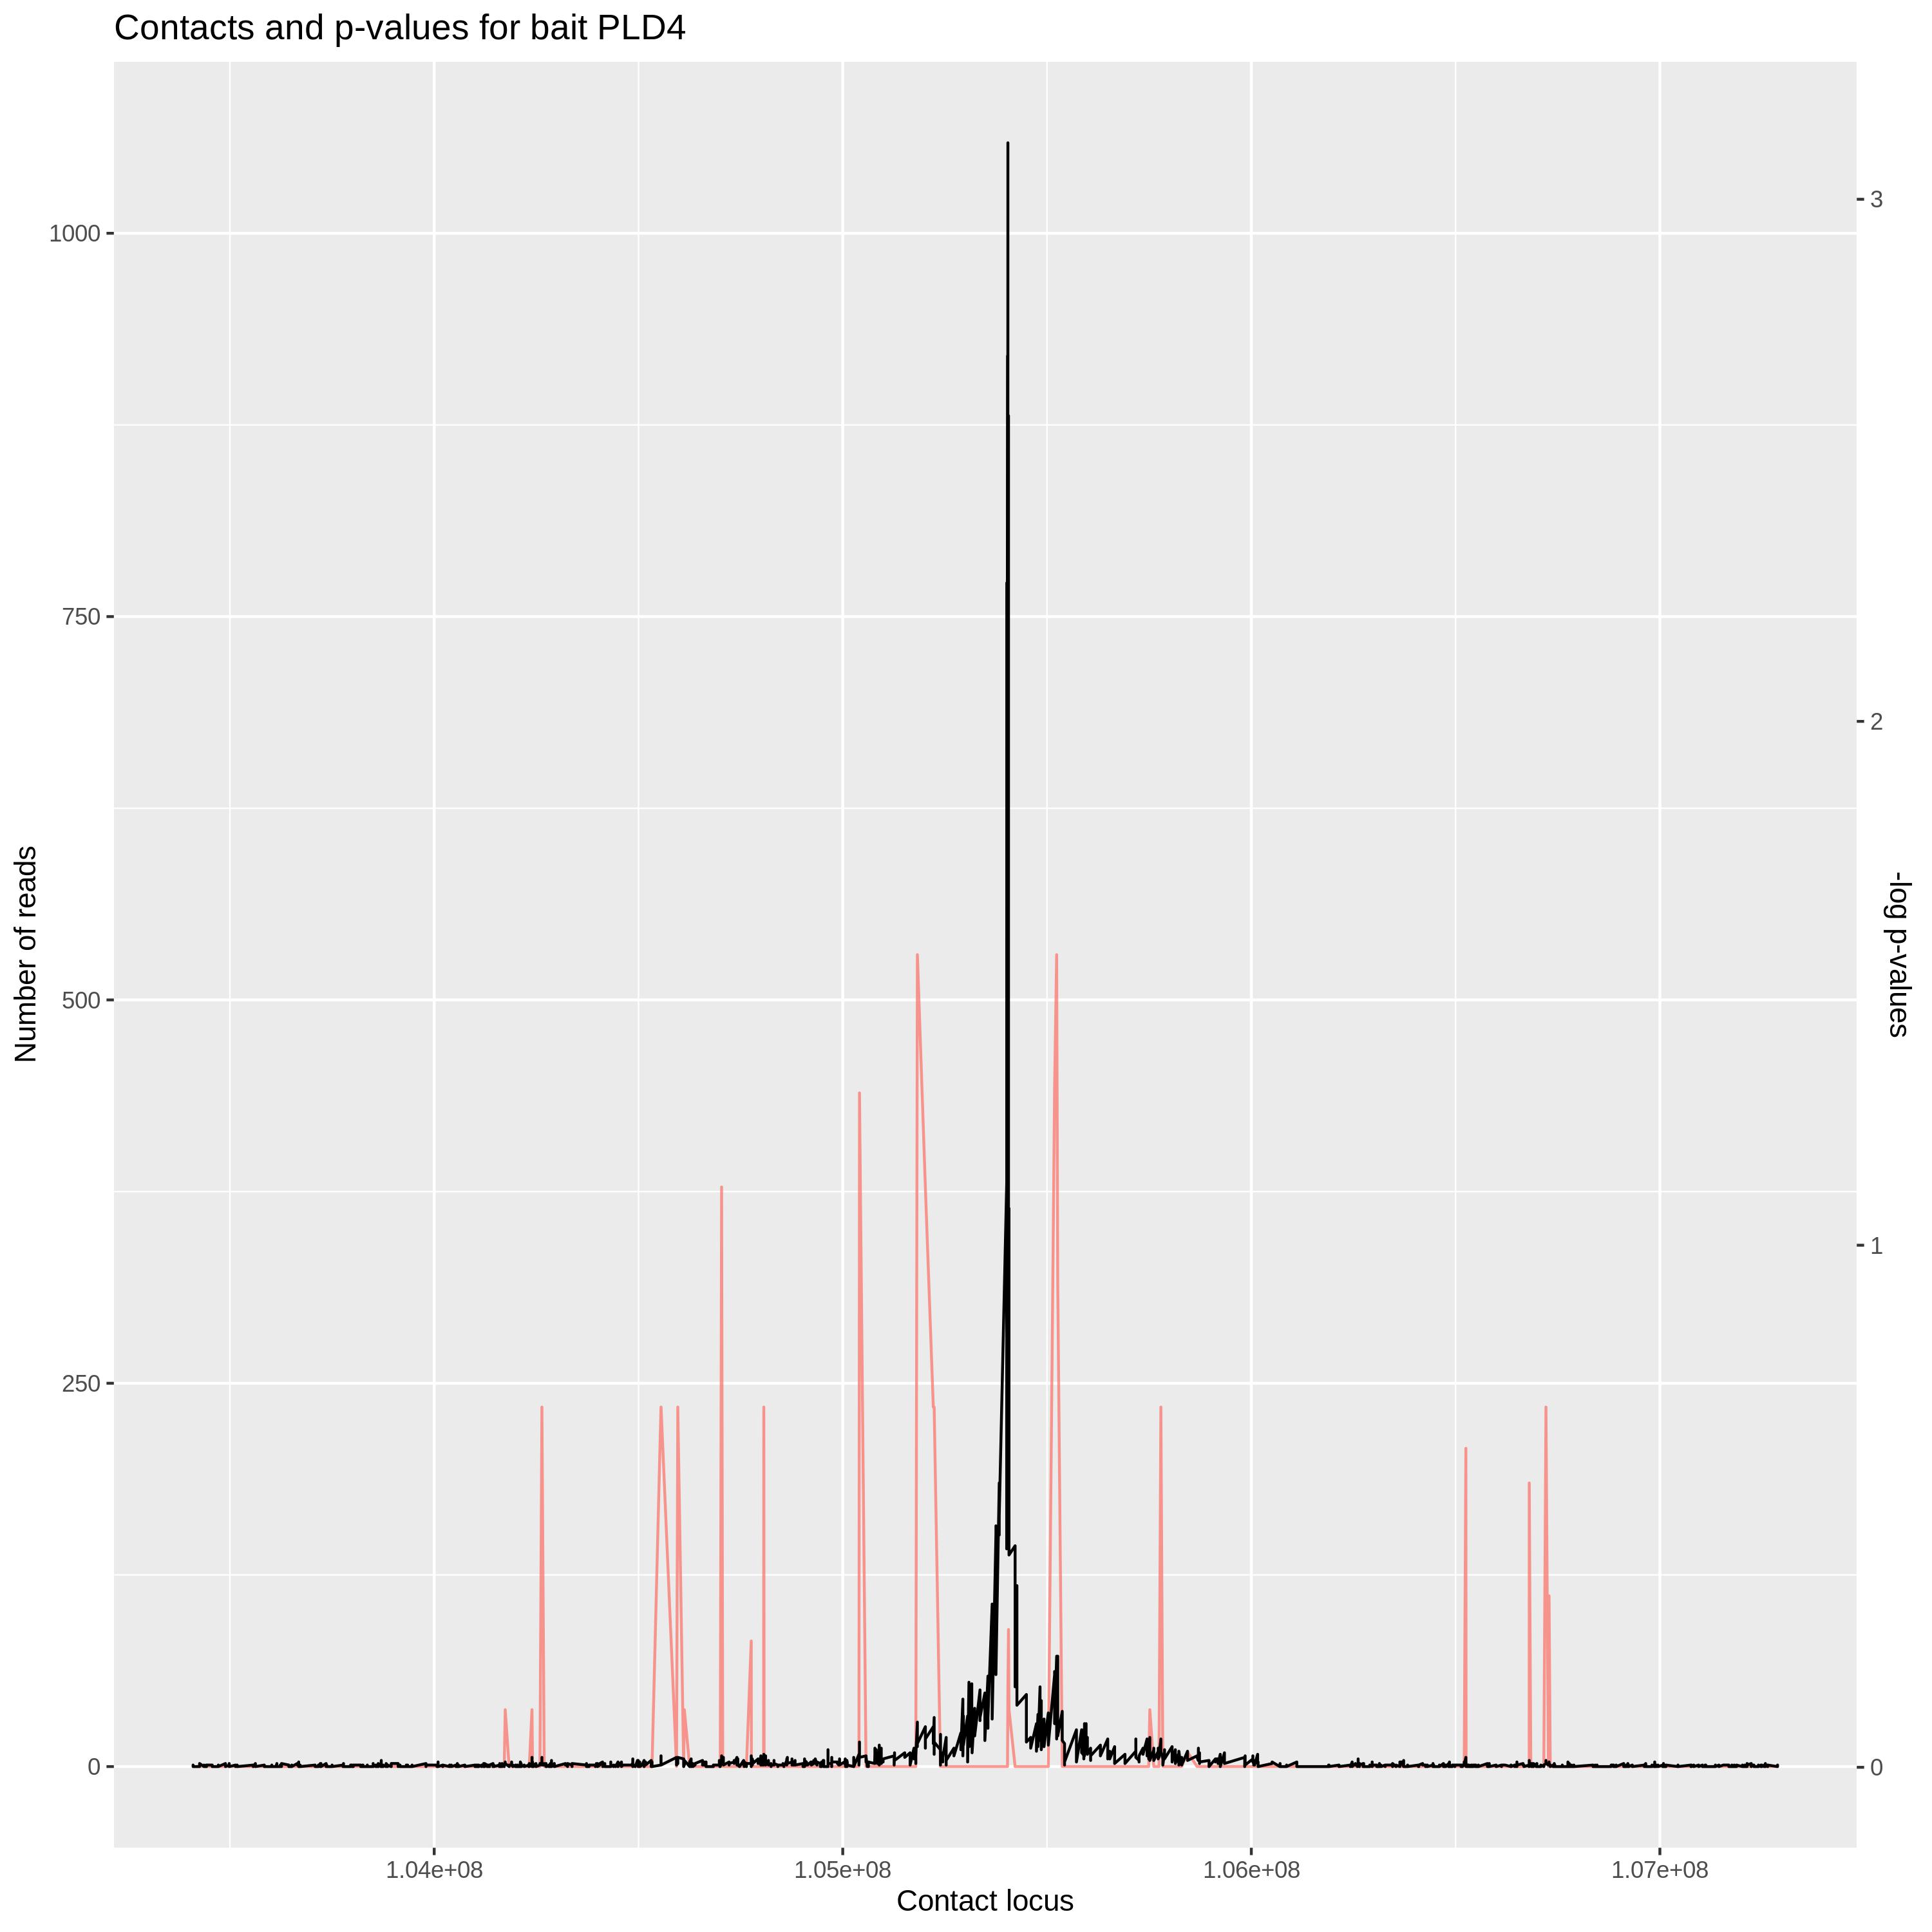 Contacts and p-values for bait PLD4
Number of reads
1000
750
500
250
0
3
2
1
0
-log p-values
1.04e+08
1.05e+08
1.06e+08
1.07e+08
Contact locus